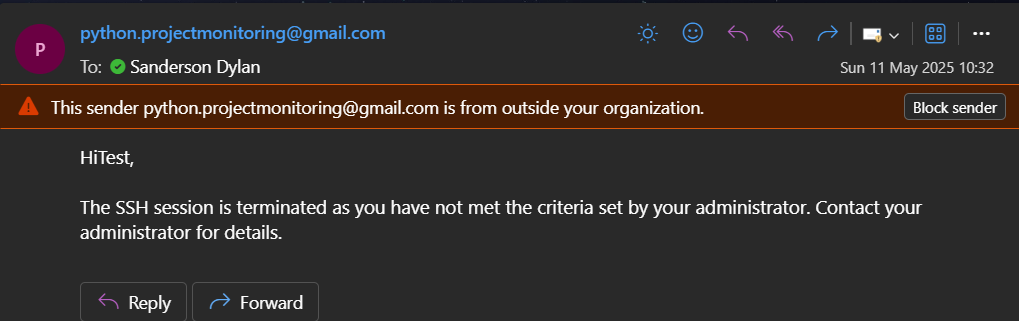 python.projectmonitoring@gmail.com
P
To: Sanderson Dylan
Sun 11 May 2025 10:32
This sender python.projectmonitoring@gmail.com is from outside your organization.
Block sender
HiTest,
The SSH session is terminated as you have not met the criteria set by your administrator. Contact your
administrator for details.
Reply
Forward